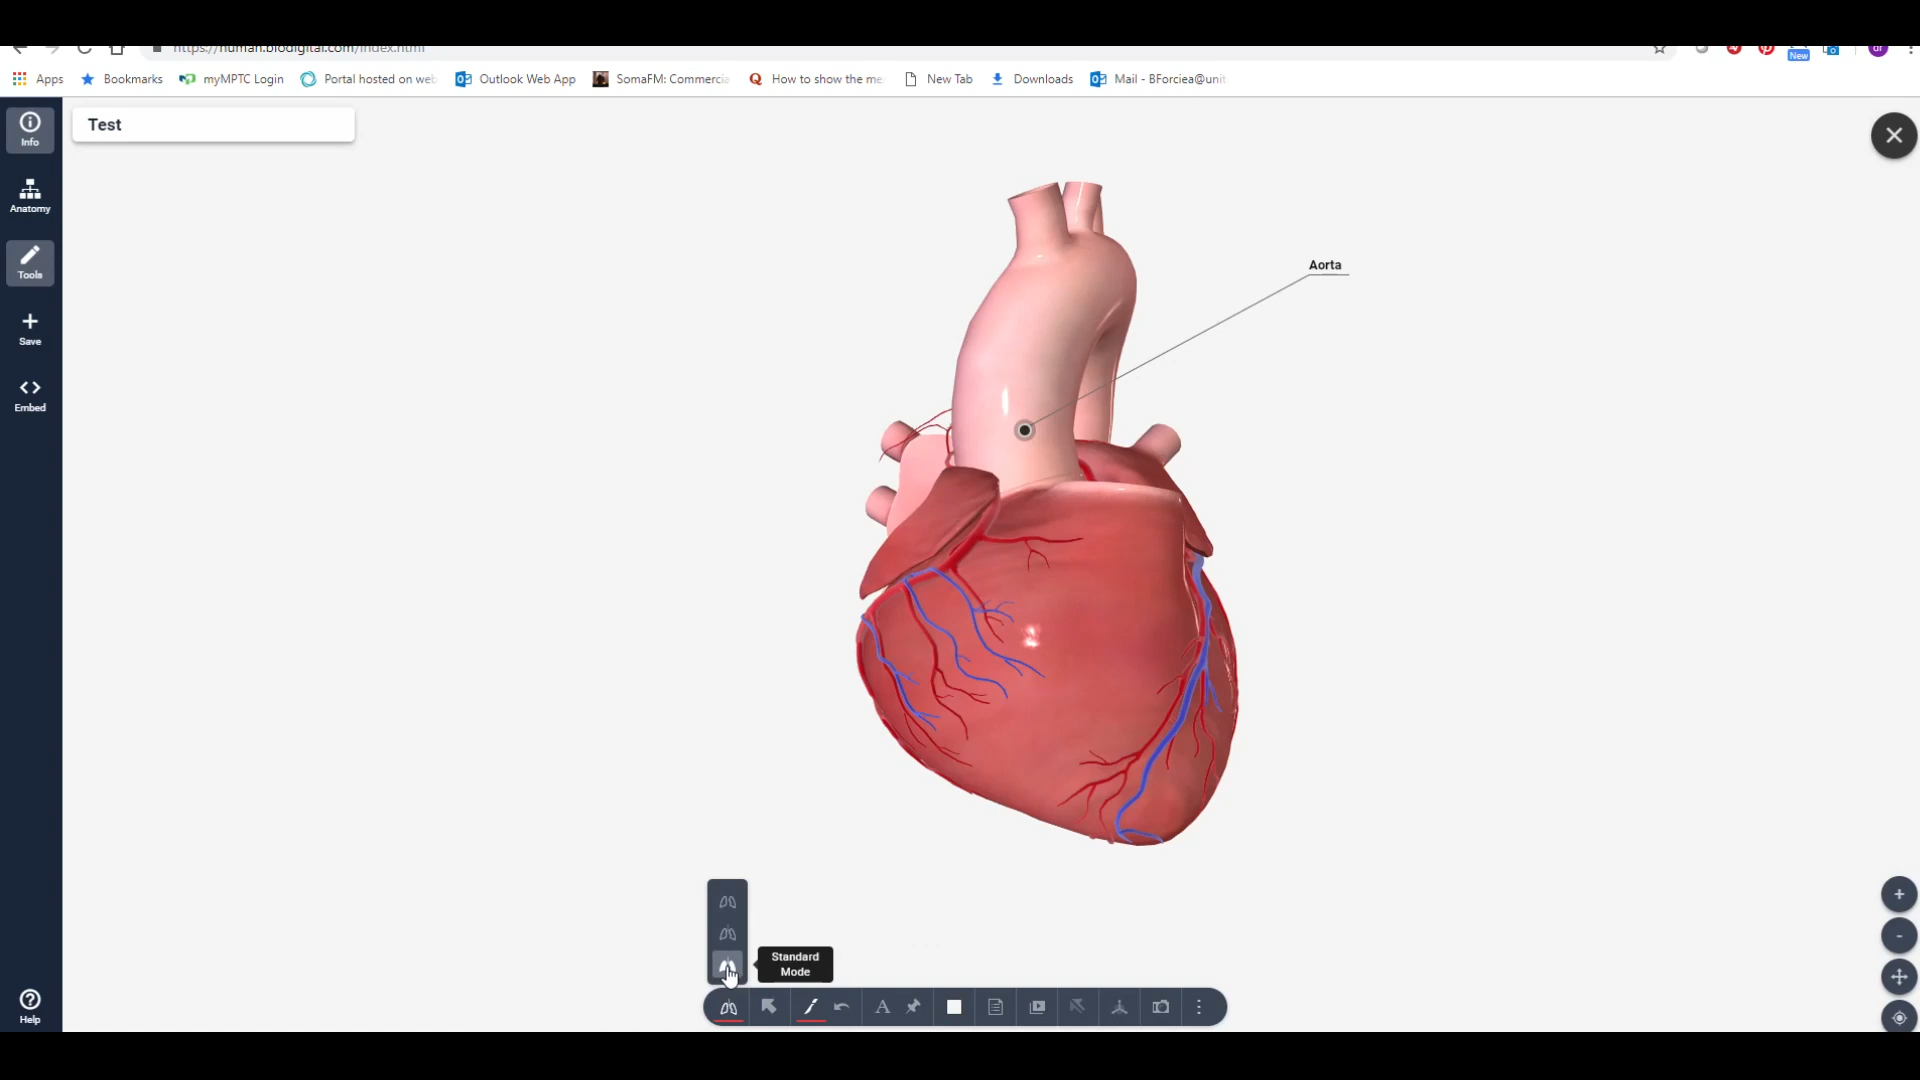 https://human.biodigital.com/index.html
New
Apps Bookmarks myMPTC Login Portal hosted on web Outlook Web App SomaFM: Commercia How to show the me New Tab Downloads Mail - BForciea@unit
Info
Test
Anatomy
Tools
Save
Embed
Aorta
Standard
Mode
A
Help